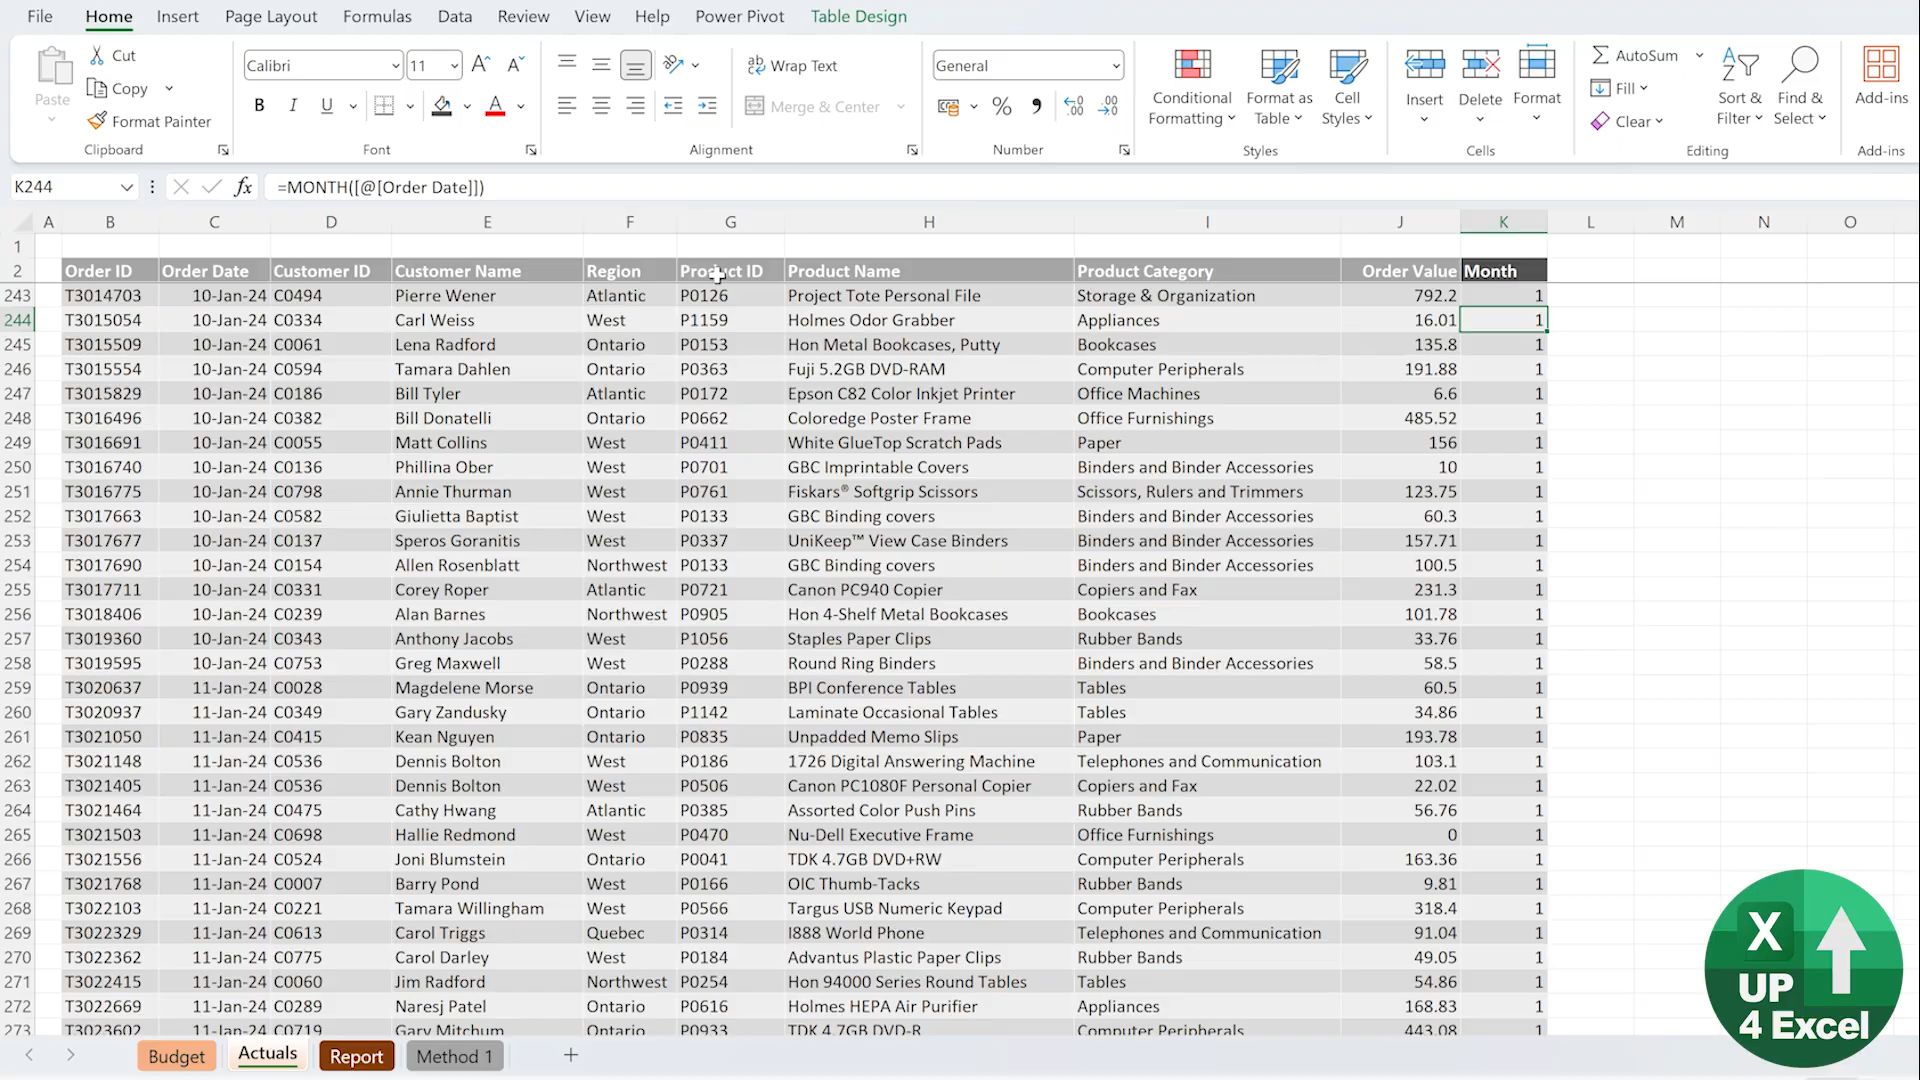 File Home Insert Page Layout Formulas Data Review View Help Power Pivot Table Design
Paste
Cut
Copy
Format Painter
Clipboard
Calibri 11
B I U
Font
Wrap Text
Merge & Center
Alignment
General
Number
Conditional Formatting
Format as Table
Cell Styles
Styles
Insert
Delete
Format
Cells
AutoSum
Fill
Clear
Sort & Filter
Find & Select
Editing
Add-ins
Add-ins
K244 fx =MONTH([@[Order Date]])
A B C D E F G H I J K L M N O
1
2 Order ID Order Date Customer ID Customer Name Region Product ID Product Name Product Category Order Value Month
243 T3014703 10-Jan-24 C0494 Pierre Wener Atlantic P0126 Project Tote Personal File Storage & Organization 792.2 1
244 T3015054 10-Jan-24 C0334 Carl Weiss West P1159 Holmes Odor Grabber Appliances 16.01 1
245 T3015509 10-Jan-24 C0061 Lena Radford Ontario P0153 Hon Metal Bookcases, Putty Bookcases 135.8 1
246 T3015554 10-Jan-24 C0594 Tamara Dahlen Ontario P0363 Fuji 5.2GB DVD-RAM Computer Peripherals 191.88 1
247 T3015829 10-Jan-24 C0186 Bill Tyler Atlantic P0172 Epson C82 Color Inkjet Printer Office Machines 6.6 1
248 T3016496 10-Jan-24 C0382 Bill Donatelli Ontario P0662 Coloredge Poster Frame Office Furnishings 485.52 1
249 T3016691 10-Jan-24 C0055 Matt Collins West P0411 White GlueTop Scratch Pads Paper 156 1
250 T3016740 10-Jan-24 C0136 Phillina Ober West P0701 GBC Imprintable Covers Binders and Binder Accessories 10 1
251 T3016775 10-Jan-24 C0798 Annie Thurman West P0761 Fiskars® Softgrip Scissors Scissors, Rulers and Trimmers 123.75 1
252 T3017663 10-Jan-24 C0582 Giulietta Baptist West P0133 GBC Binding covers Binders and Binder Accessories 60.3 1
253 T3017677 10-Jan-24 C0137 Speros Goranitis West P0337 UniKeep™ View Case Binders Binders and Binder Accessories 157.71 1
254 T3017690 10-Jan-24 C0154 Allen Rosenblatt Northwest P0133 GBC Binding covers Binders and Binder Accessories 100.5 1
255 T3017711 10-Jan-24 C0331 Corey Roper Atlantic P0721 Canon PC940 Copier Copiers and Fax 231.3 1
256 T3018406 10-Jan-24 C0239 Alan Barnes Northwest P0905 Hon 4-Shelf Metal Bookcases Bookcases 101.78 1
257 T3019360 10-Jan-24 C0343 Anthony Jacobs West P1056 Staples Paper Clips Rubber Bands 33.76 1
258 T3019595 10-Jan-24 C0753 Greg Maxwell West P0288 Round Ring Binders Binders and Binder Accessories 58.5 1
259 T3020637 11-Jan-24 C0028 Magdelene Morse Ontario P0939 BPI Conference Tables Tables 60.5 1
260 T3020937 11-Jan-24 C0349 Gary Zandusky Ontario P1142 Laminate Occasional Tables Tables 34.86 1
261 T3021050 11-Jan-24 C0415 Kean Nguyen Ontario P0835 Unpadded Memo Slips Paper 193.78 1
262 T3021148 11-Jan-24 C0536 Dennis Bolton West P0186 1726 Digital Answering Machine Telephones and Communication 103.1 1
263 T3021405 11-Jan-24 C0536 Dennis Bolton West P0506 Canon PC1080F Personal Copier Copiers and Fax 22.02 1
264 T3021464 11-Jan-24 C0475 Cathy Hwang Atlantic P0385 Assorted Color Push Pins Rubber Bands 56.76 1
265 T3021503 11-Jan-24 C0698 Hallie Redmond West P0470 Nu-Dell Executive Frame Office Furnishings 0 1
266 T3021556 11-Jan-24 C0524 Joni Blumstein Ontario P0041 TDK 4.7GB DVD+RW Computer Peripherals 163.36 1
267 T3021768 11-Jan-24 C0007 Barry Pond West P0166 OIC Thumb-Tacks Rubber Bands 9.81 1
268 T3022103 11-Jan-24 C0221 Tamara Willingham West P0566 Targus USB Numeric Keypad Computer Peripherals 318.4 1
269 T3022329 11-Jan-24 C0613 Carol Triggs Quebec P0314 I888 World Phone Telephones and Communication 91.04 1
270 T3022362 11-Jan-24 C0775 Carol Darley West P0184 Advantus Plastic Paper Clips Rubber Bands 49.05 1
271 T3022415 11-Jan-24 C0060 Jim Radford Northwest P0254 Hon 94000 Series Round Tables Tables 54.86 1
272 T3022669 11-Jan-24 C0289 Naresj Patel Ontario P0616 Holmes HEPA Air Purifier Appliances 168.83 1
273 T3023602 11-Jan-24 C0719 Gary Mitchum Ontario P0933 TDK 4.7GB DVD-R Computer Peripherals 443.08 1
Budget Actuals Report Method 1
X
UP
4 Excel